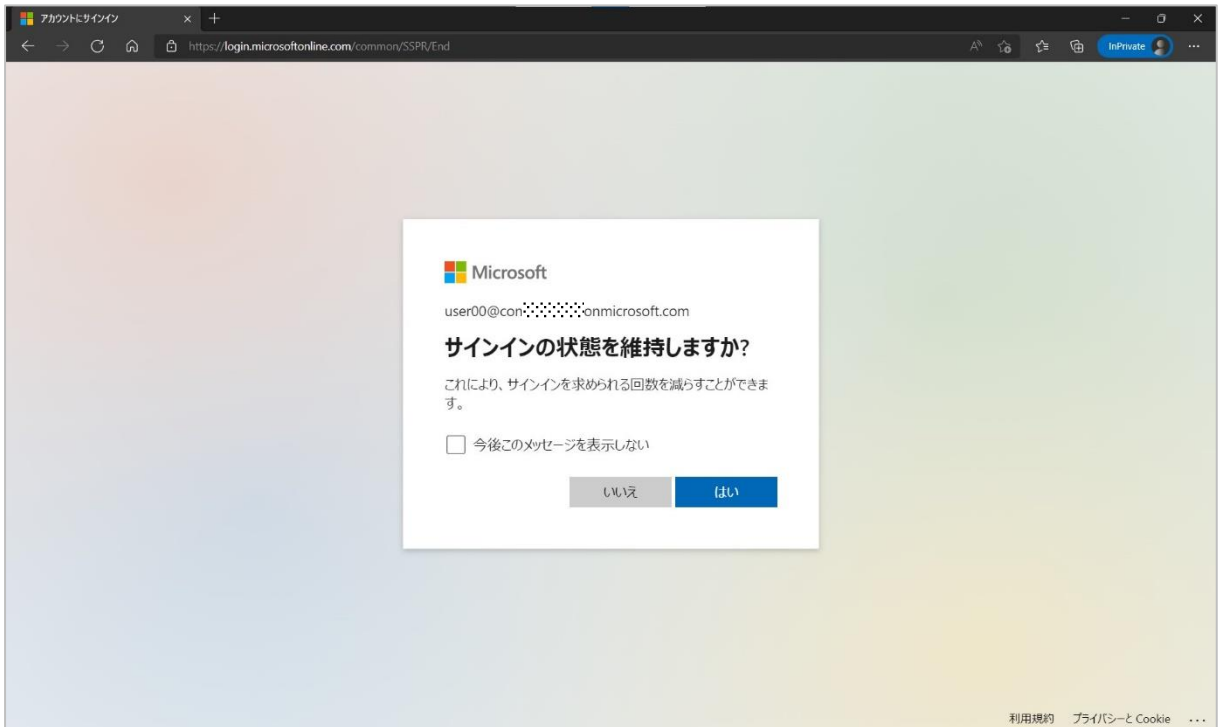 アカウントにサインイン
https://login.microsoftonline.com/common/SSPR/End
InPrivate
Microsoft
user00@con onmicrosoft.com
サインインの状態を維持しますか?
これにより、サインインを求められる回数を減らすことができま
す。
今後このメッセージを表示しない
いいえ はい
利用規約 プライバシーと Cookie ...